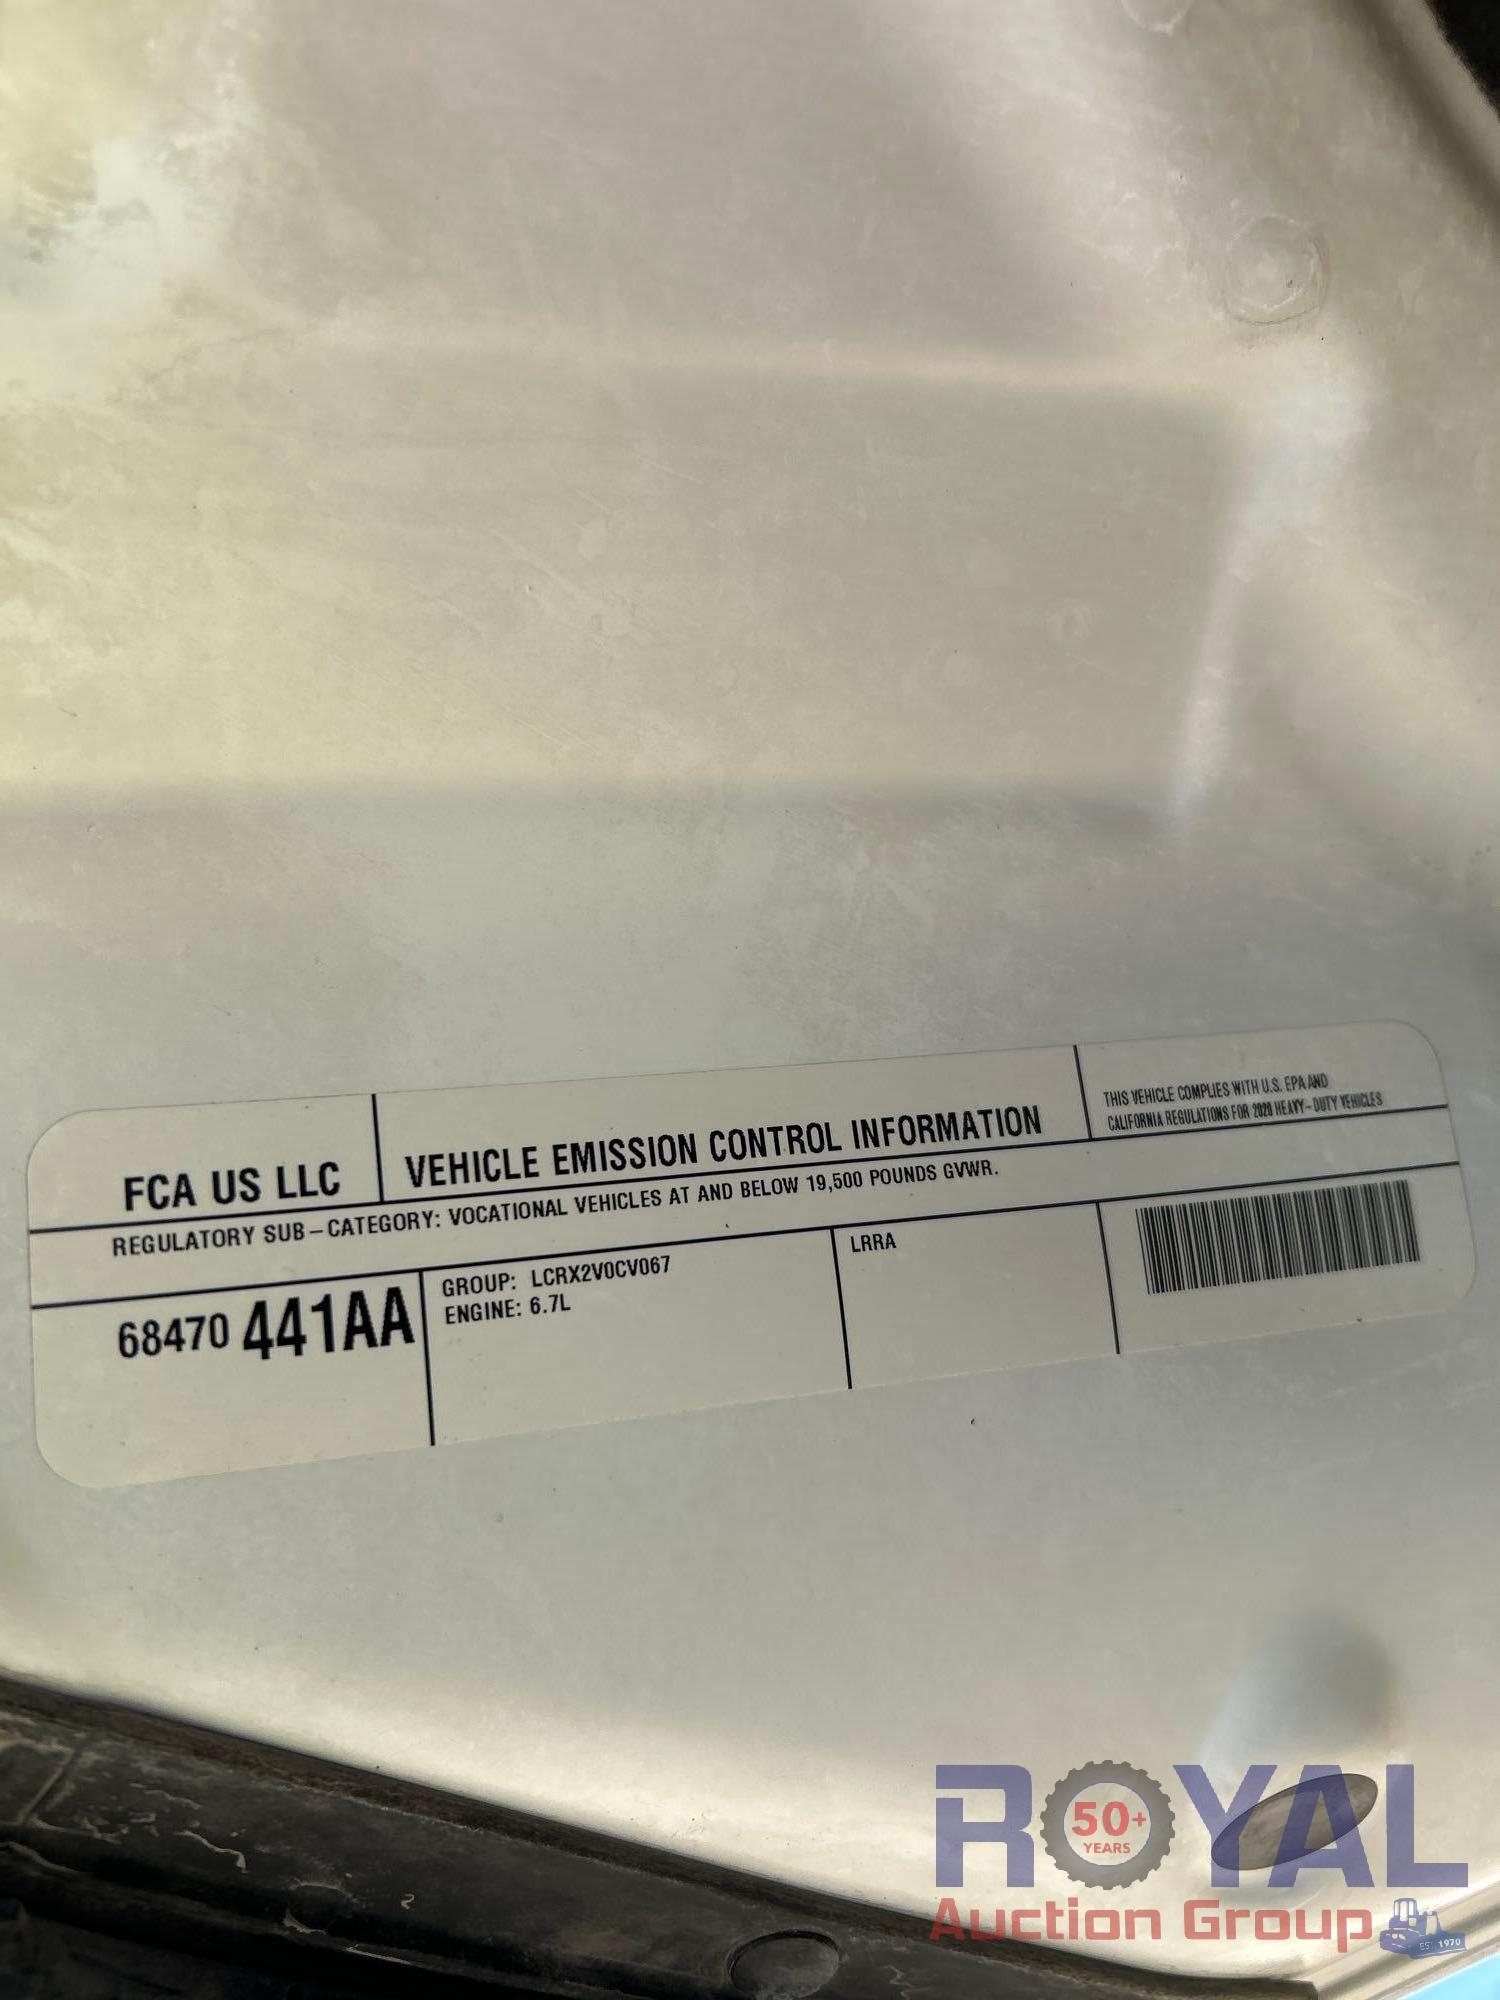 FCA US LLC
VEHICLE EMISSION CONTROL INFORMATION
THIS VEHICLE COMPLIES WITH U.S. EPA AND
CALIFORNIA REGULATIONS FOR 2020 HEAVY-DUTY VEHICLES
REGULATORY SUB-CATEGORY: VOCATIONAL VEHICLES AT AND BELOW 19,500 POUNDS GVWR.
68470 441AA
GROUP: LCRX2V0CV067
ENGINE: 6.7L
LRRA
ROYAL
50+
YEARS
Auction Group
EST. 1970